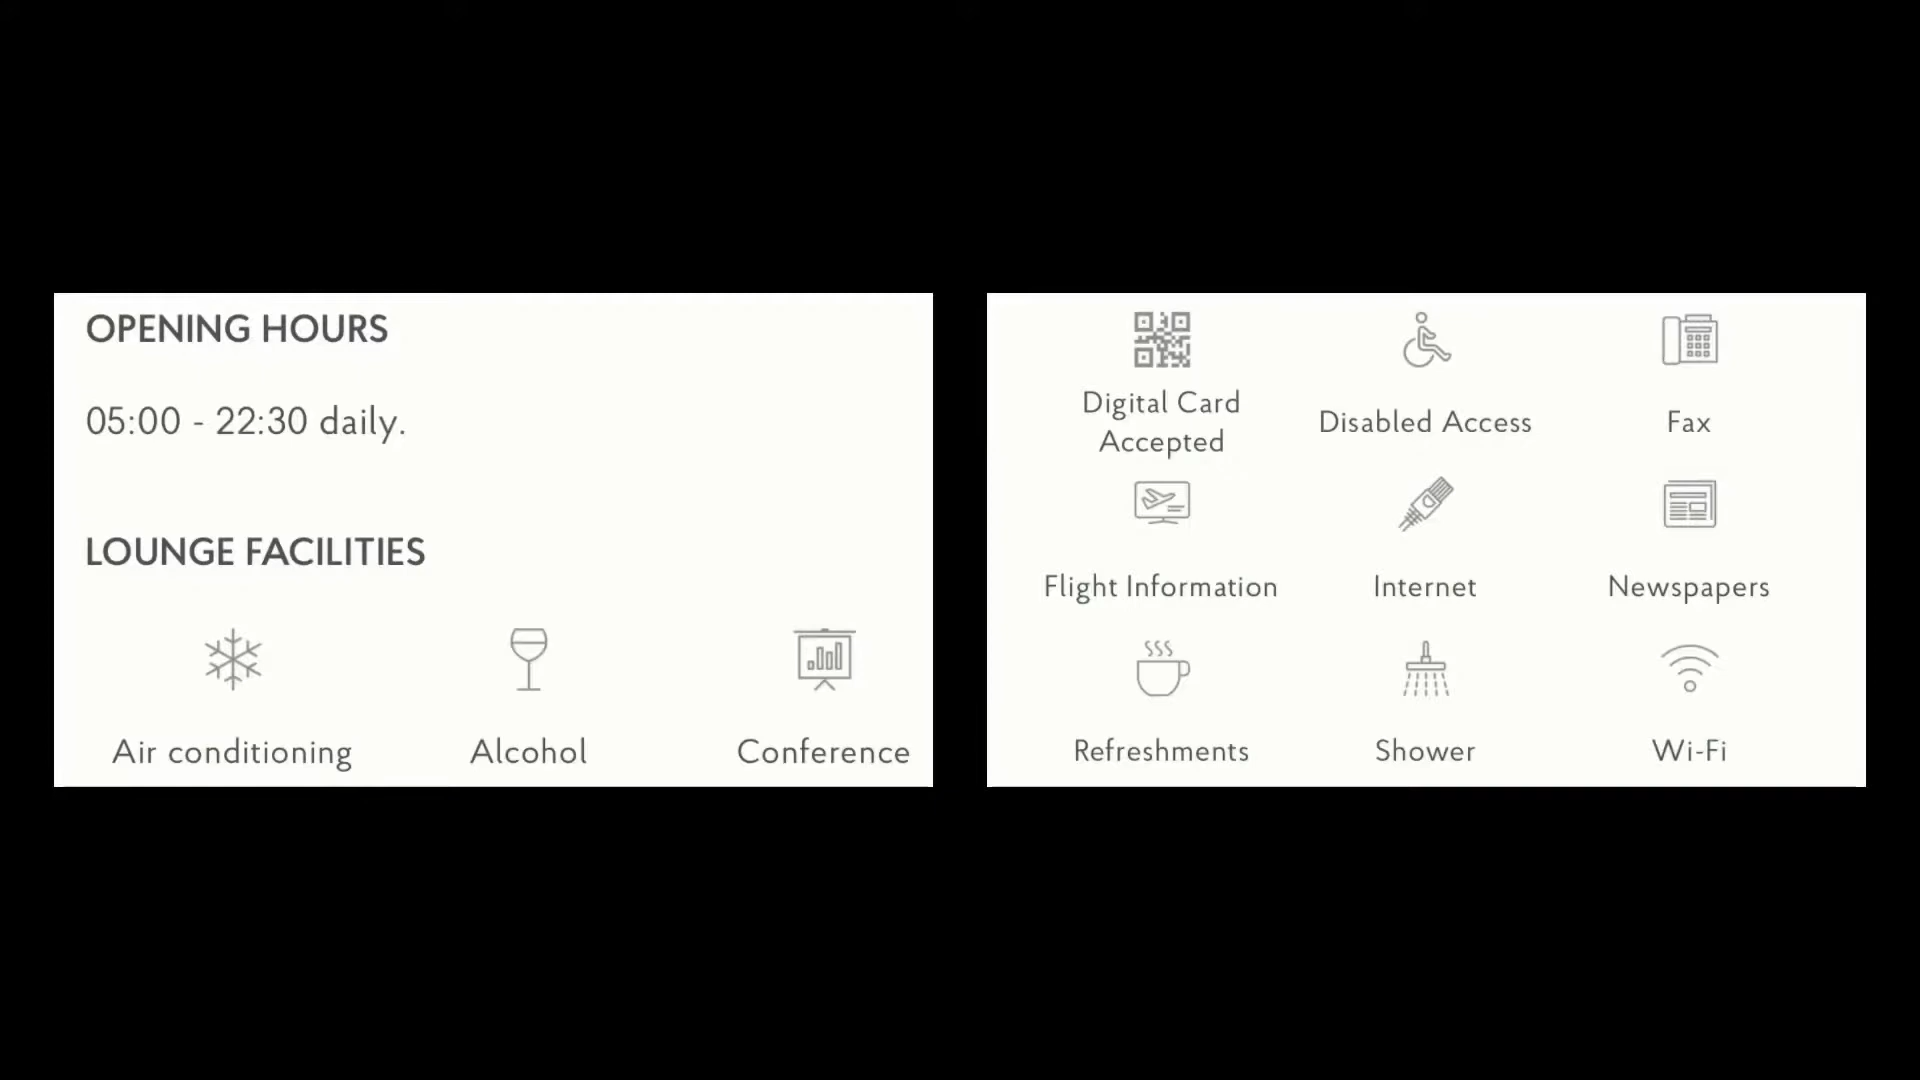 OPENING HOURS
05:00 - 22:30 daily.
LOUNGE FACILITIES
Air conditioning
Alcohol
Conference
Digital Card
Accepted
Disabled Access
Fax
Flight Information
Internet
Newspapers
Refreshments
Shower
Wi-Fi